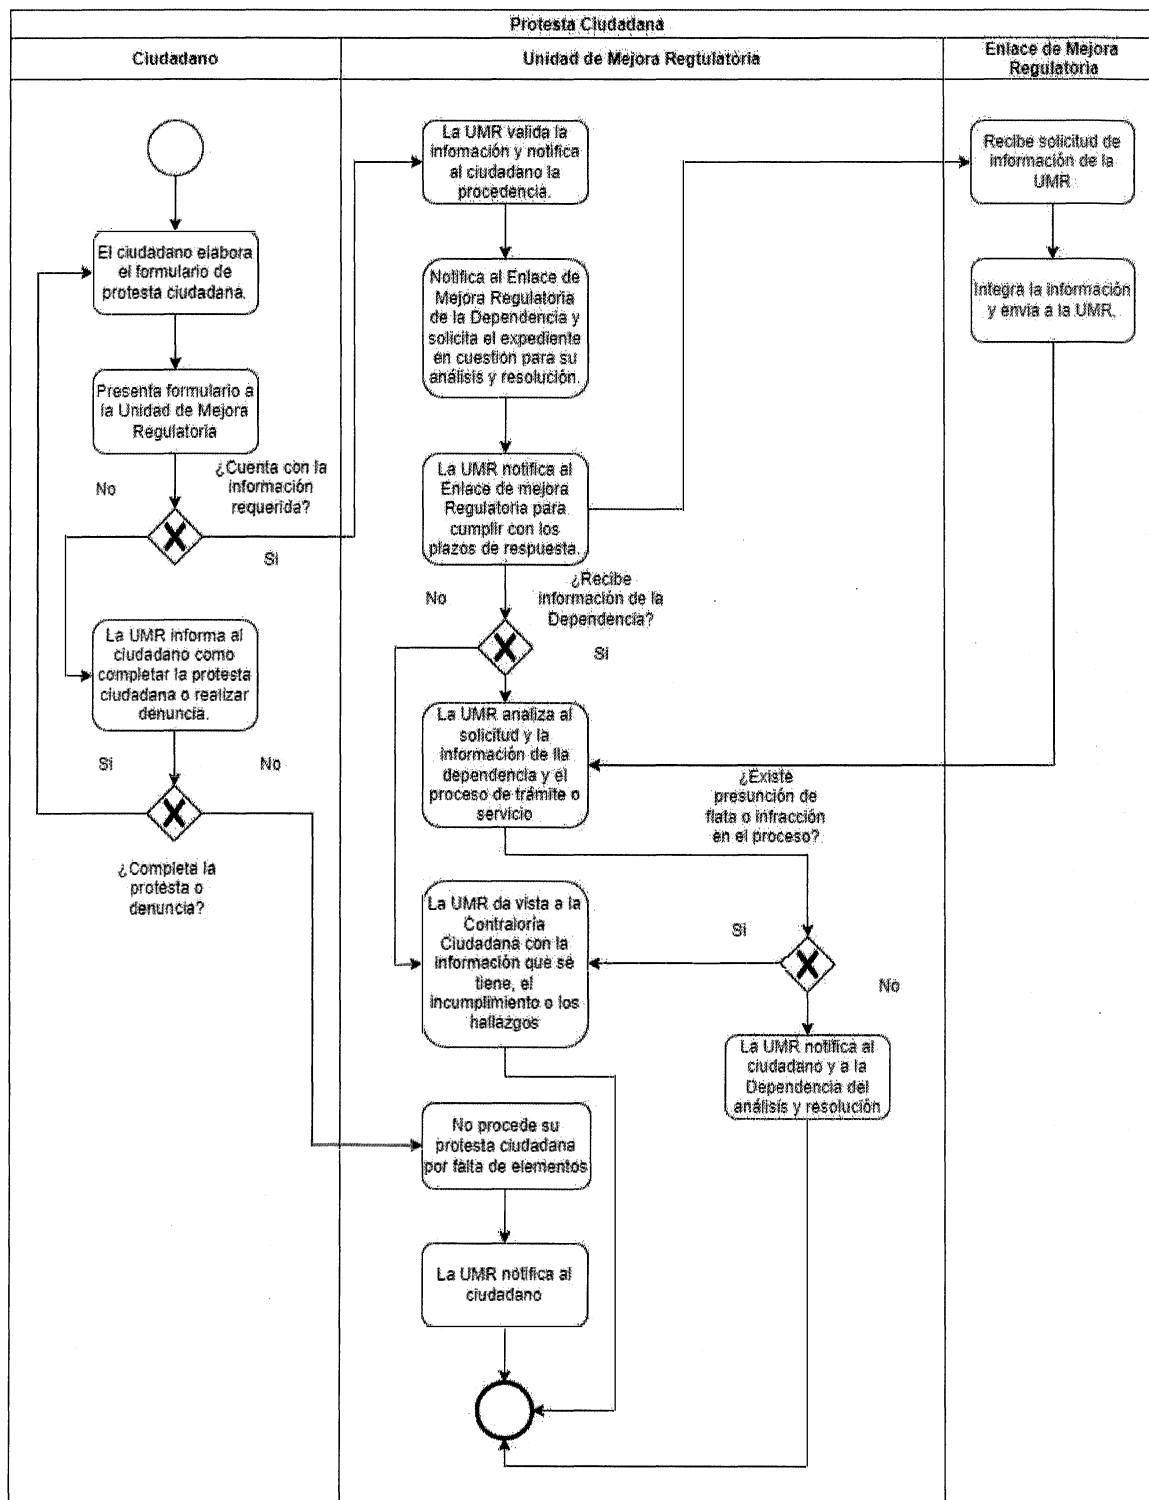 Protesta Ciudadana
Ciudadano
Unidad de Mejora Regtulatoria
Enlace de Mejora
Regulatoria
El ciudadano elabora
el formulario de
protesta ciudadana.
Presenta formulario a
la Unidad de Mejora
Regulatoria
¿Cuenta con la
información
requerida?
No
Si
La UMR informa al
ciudadano como
completar la protesta
ciudadana o realizar
denuncia.
Si
No
¿Completa la
protesta o
denuncia?
La UMR valida la
infomación y notifica
al ciudadano la
procedencia.
Notifica al Enlace de
Mejora Regulatoria
de la Dependencia y
solicita el expediente
en cuestión para su
análisis y resolución.
La UMR notifica al
Enlace de mejora
Regulatoria para
cumplir con los
plazos de respuesta.
¿Recibe
información de la
Dependencia?
No
Si
La UMR analiza al
solicitud y la
información de lla
dependencia y el
proceso de trámite o
servicio
¿Existe
presunción de
flata o infracción
en el proceso?
Si
No
La UMR da vista a la
Contraloría
Ciudadana con la
información que se
tiene, el
incumplimiento o los
hallazgos
La UMR notifica al
ciudadano y a la
Dependencia del
análisis y resolución
No procede su
protesta ciudadana
por falta de elementos
La UMR notifica al
ciudadano
Recibe solicitud de
información de la
UMR
Integra la información
y envia a la UMR.